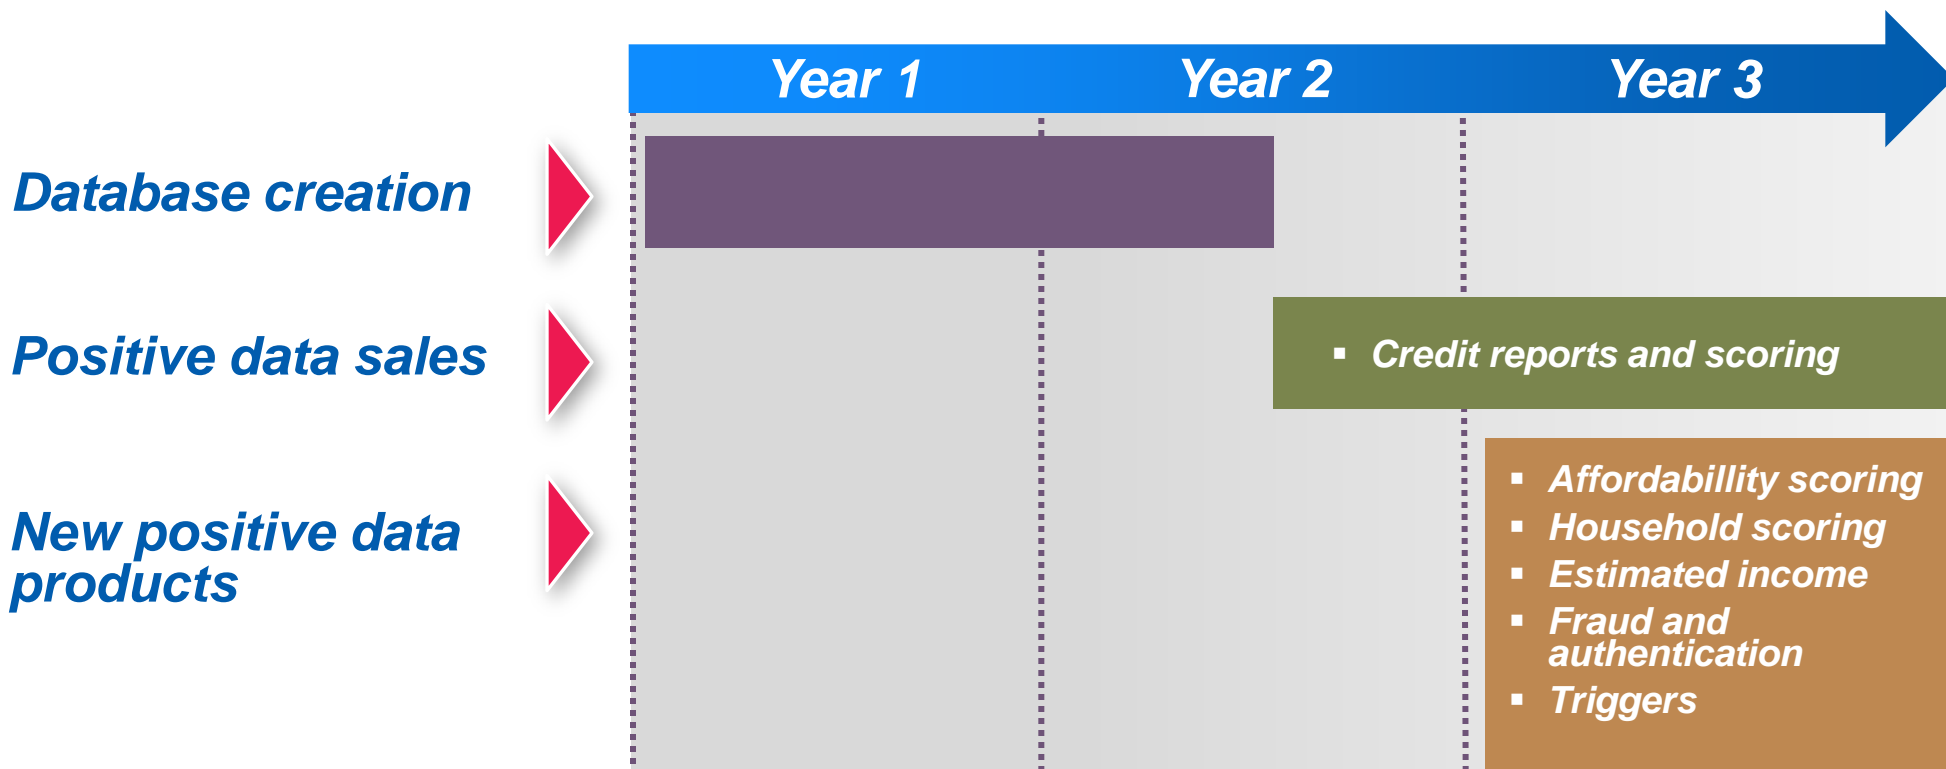 Year 1 Year 2 Year 3
Database creation
Positive data sales
▪ Credit reports and scoring
New positive data
products
▪ Affordabillity scoring
▪ Household scoring
▪ Estimated income
▪ Fraud and
authentication
▪ Triggers